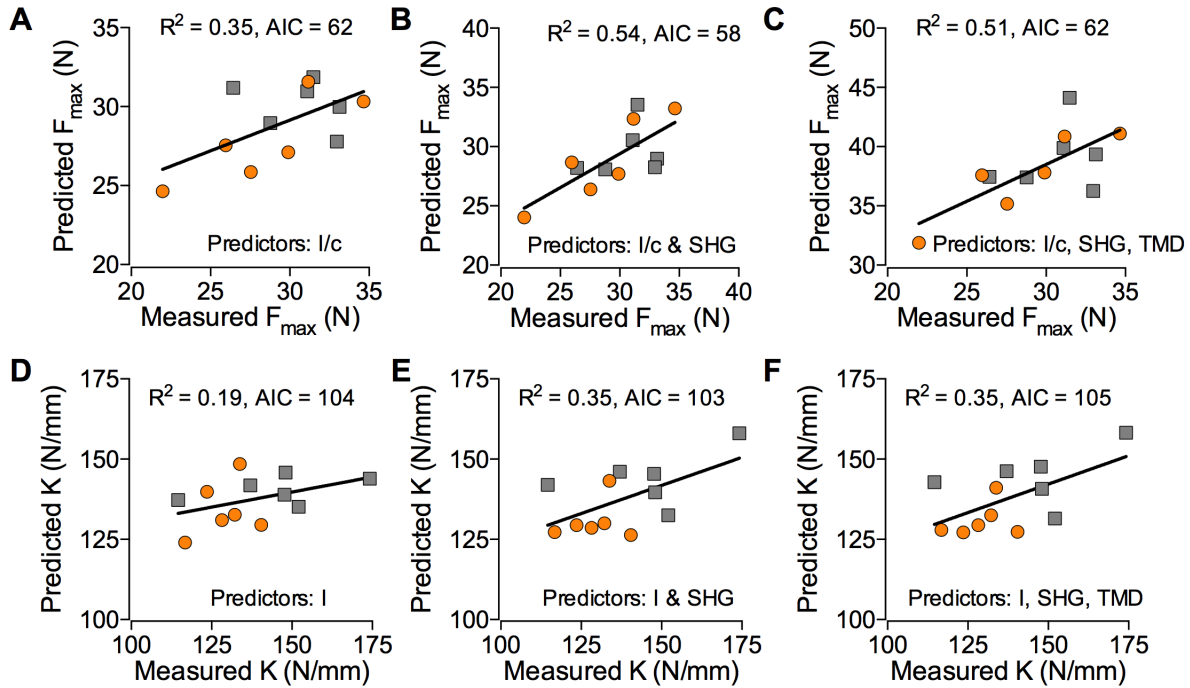 A
R² = 0.35, AIC = 62
Predicted Fmax (N)
35
30
25
20
Predictors: I/c
20 25 30 35
Measured Fmax (N)
B
R² = 0.54, AIC = 58
Predicted Fmax (N)
40
35
30
25
20
Predictors: I/c & SHG
20 25 30 35 40
Measured Fmax (N)
C
R² = 0.51, AIC = 62
Predicted Fmax (N)
50
45
40
35
30
Predictors: I/c, SHG, TMD
20 25 30 35
Measured Fmax (N)
D
R² = 0.19, AIC = 104
Predicted K (N/mm)
175
150
125
100
Predictors: I
100 125 150 175
Measured K (N/mm)
E
R² = 0.35, AIC = 103
Predicted K (N/mm)
175
150
125
100
Predictors: I & SHG
100 125 150 175
Measured K (N/mm)
F
R² = 0.35, AIC = 105
Predicted K (N/mm)
175
150
125
100
Predictors: I, SHG, TMD
100 125 150 175
Measured K (N/mm)